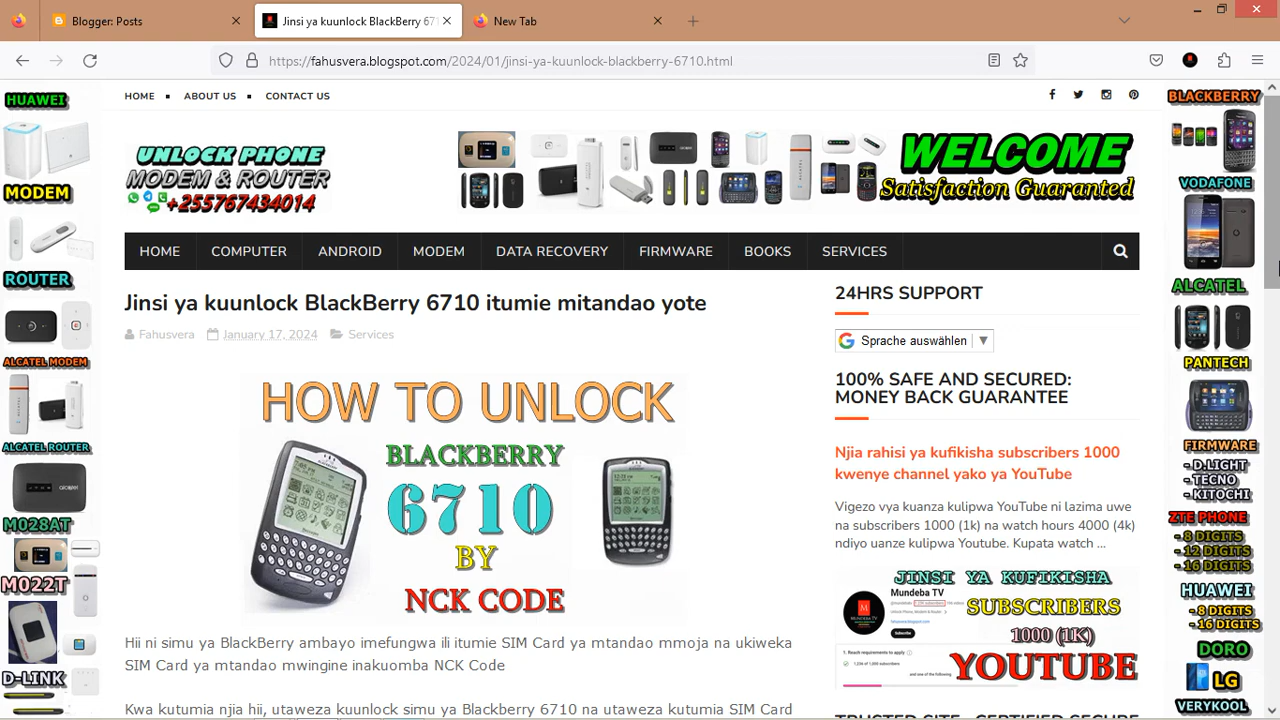 Blogger: Posts
Jinsi ya kuunlock BlackBerry 671
New Tab
https://fahusvera.blogspot.com/2024/01/jinsi-ya-kuunlock-blackberry-6710.html
HOME
ABOUT US
CONTACT US
UNLOCK PHONE
MODEM & ROUTER
+255767434014
WELCOME
Satisfaction Guaranteed
HOME
COMPUTER
ANDROID
MODEM
DATA RECOVERY
FIRMWARE
BOOKS
SERVICES
Jinsi ya kuunlock BlackBerry 6710 itumie mitandao yote
Fahusvera
January 17, 2024
Services
HOW TO UNLOCK
BLACKBERRY
6710
BY
NCK CODE
Hii ni simu ya BlackBerry ambayo imefungwa ili itumie SIM Card ya mtandao mmoja na ukiweka
SIM Card ya mtandao mwingine inakuomba NCK Code
Kwa kutumia njia hii, utaweza kuunlock simu ya Blackberry 6710 na utaweza kutumia SIM Card
24HRS SUPPORT
Sprache auswählen
100% SAFE AND SECURED:
MONEY BACK GUARANTEE
Njia rahisi ya kufikisha subscribers 1000
kwenye channel yako ya YouTube
Vigezo vya kuanza kulipwa YouTube ni lazima uwe
na subscribers 1000 (1k) na watch hours 4000 (4k)
ndiyo uanze kulipwa Youtube. Kupata watch ...
JINSI YA KUFIKISHA
Mundeba TV
SUBSCRIBERS
Subscribe
1000 (1K)
YOUTUBE
TRUSTED SITE - CERTIFIED SECURE
HUAWEI
MODEM
ROUTER
ALCATEL MODEM
ALCATEL ROUTER
M028AT
M022T
D-LINK
BLACKBERRY
VODAFONE
ALCATEL
PANTECH
FIRMWARE
- D.LIGHT
- TECNO
- KITOCHI
ZTE PHONE
- 8 DIGITS
- 12 DIGITS
- 16 DIGITS
HUAWEI
- 8 DIGITS
- 16 DIGITS
DORO
LG
VERYKOOL